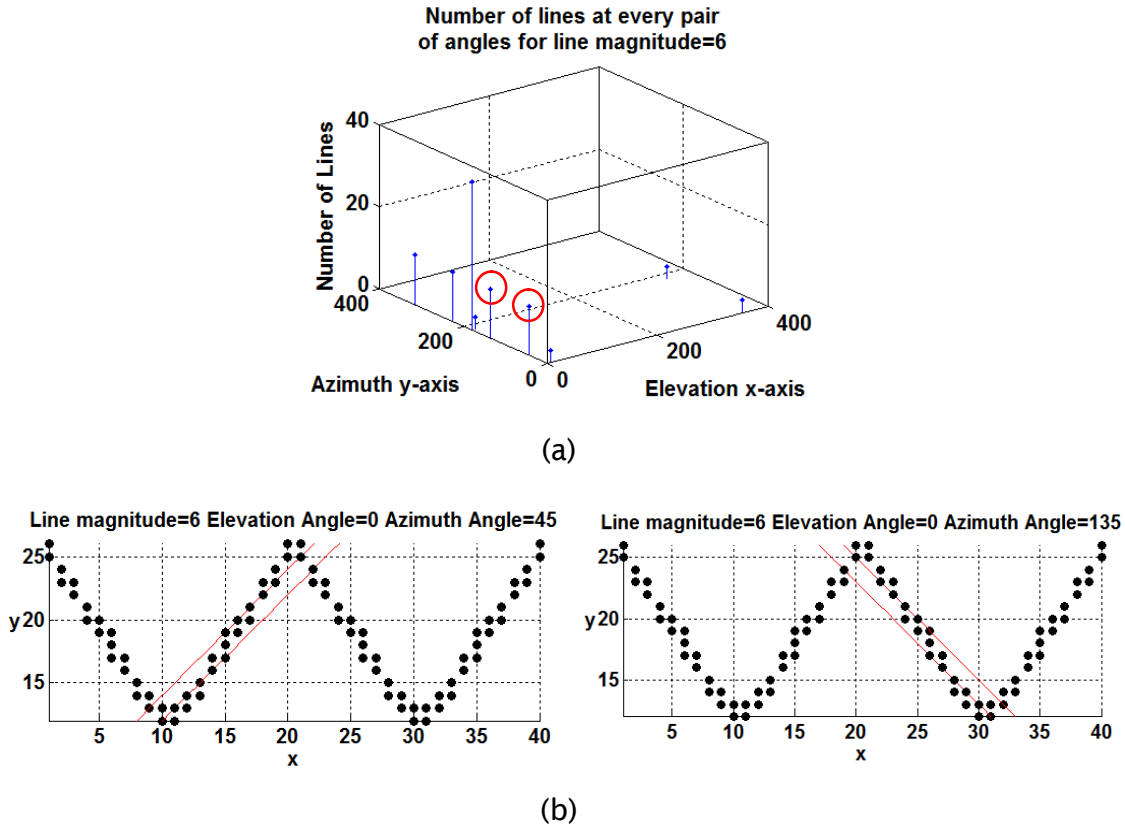 Number of lines at every pair
of angles for line magnitude=6
40
20
0
400
200
0
0
200
400
Number of Lines
Azimuth y-axis
Elevation x-axis
(a)
Line magnitude=6 Elevation Angle=0 Azimuth Angle=45
25
y20
15
5 10 15 20 25 30 35 40
x
Line magnitude=6 Elevation Angle=0 Azimuth Angle=135
25
y20
15
5 10 15 20 25 30 35 40
x
(b)